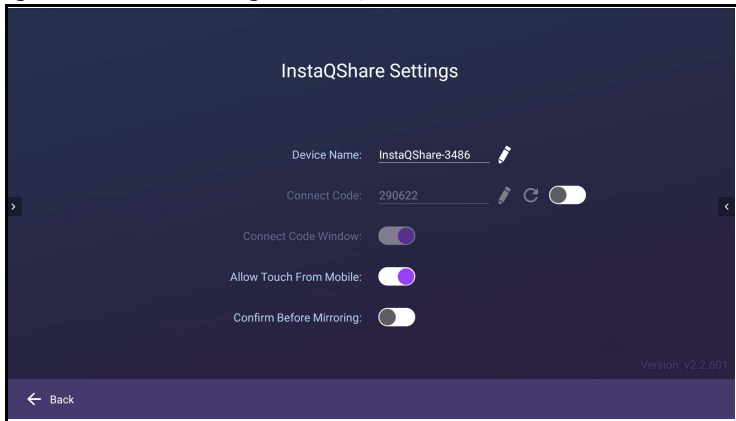 InstaQShare Settings
Device Name: InstaQShare-3486
Connect Code: 290622
Connect Code Window:
Allow Touch From Mobile:
Confirm Before Mirroring:
Version: v2.2.601
Back